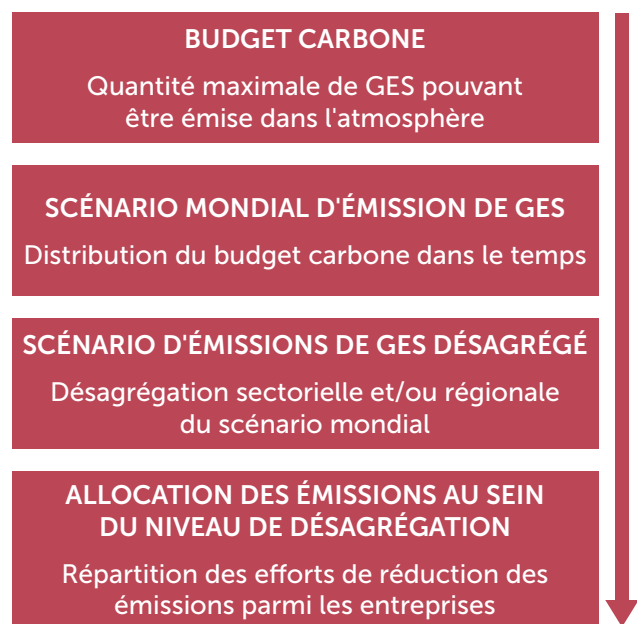 BUDGET CARBONE
Quantité maximale de GES pouvant
être émise dans l'atmosphère
SCÉNARIO MONDIAL D'ÉMISSION DE GES
Distribution du budget carbone dans le temps
SCÉNARIO D'ÉMISSIONS DE GES DÉSAGRÉGÉ
Désagrégation sectorielle et/ou régionale
du scénario mondial
ALLOCATION DES ÉMISSIONS AU SEIN
DU NIVEAU DE DÉSAGRÉGATION
Répartition des efforts de réduction des
émissions parmi les entreprises